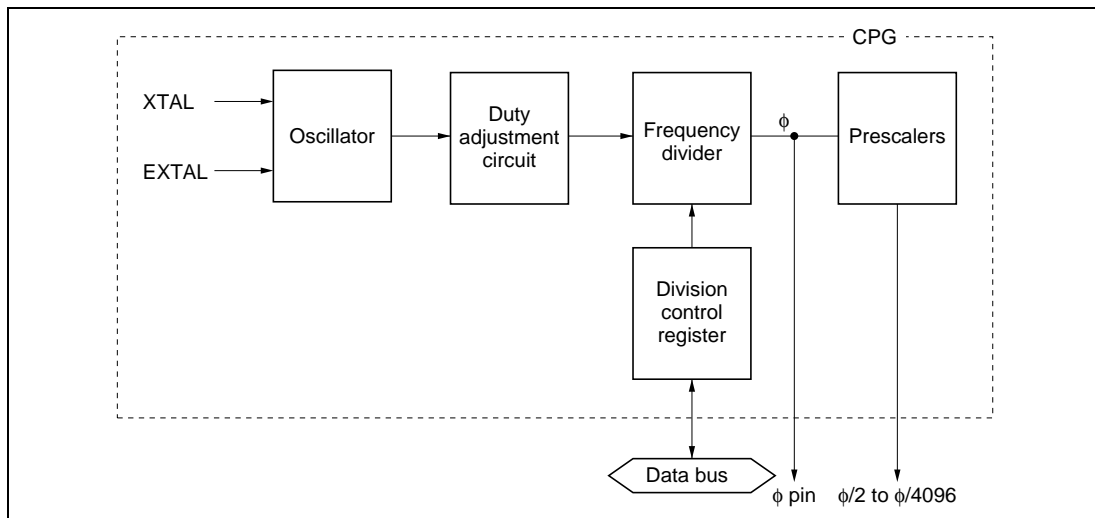 CPG
XTAL
EXTAL
Oscillator
Duty
adjustment
circuit
Frequency
divider
ϕ
Prescalers
Division
control
register
Data bus
ϕ pin
ϕ/2 to ϕ/4096